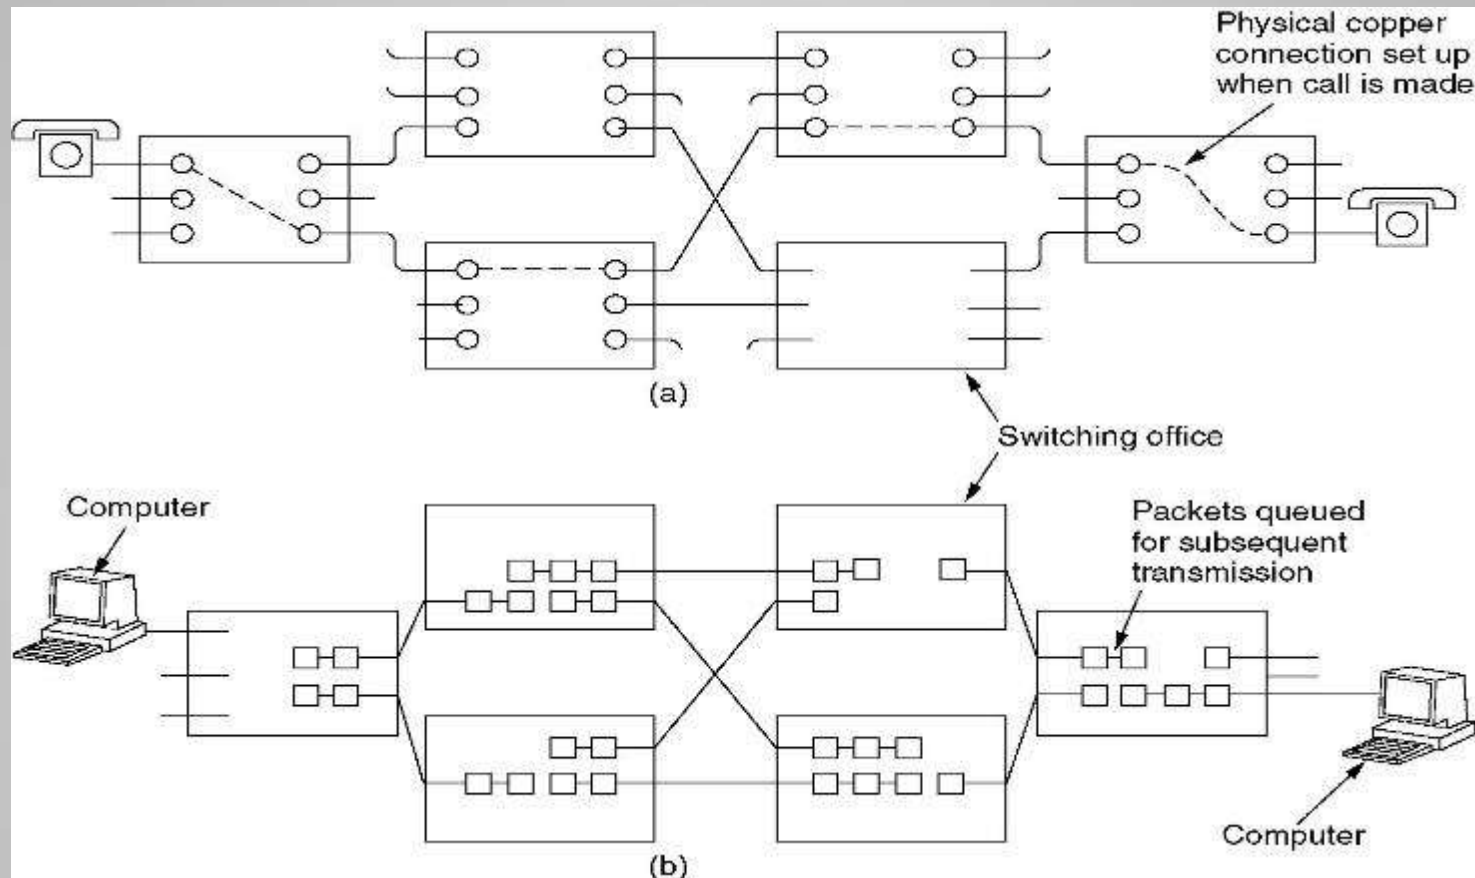 Physical copper
connection set up
when call is made
(a)
Switching office
Computer
Packets queued
for subsequent
transmission
Computer
(b)